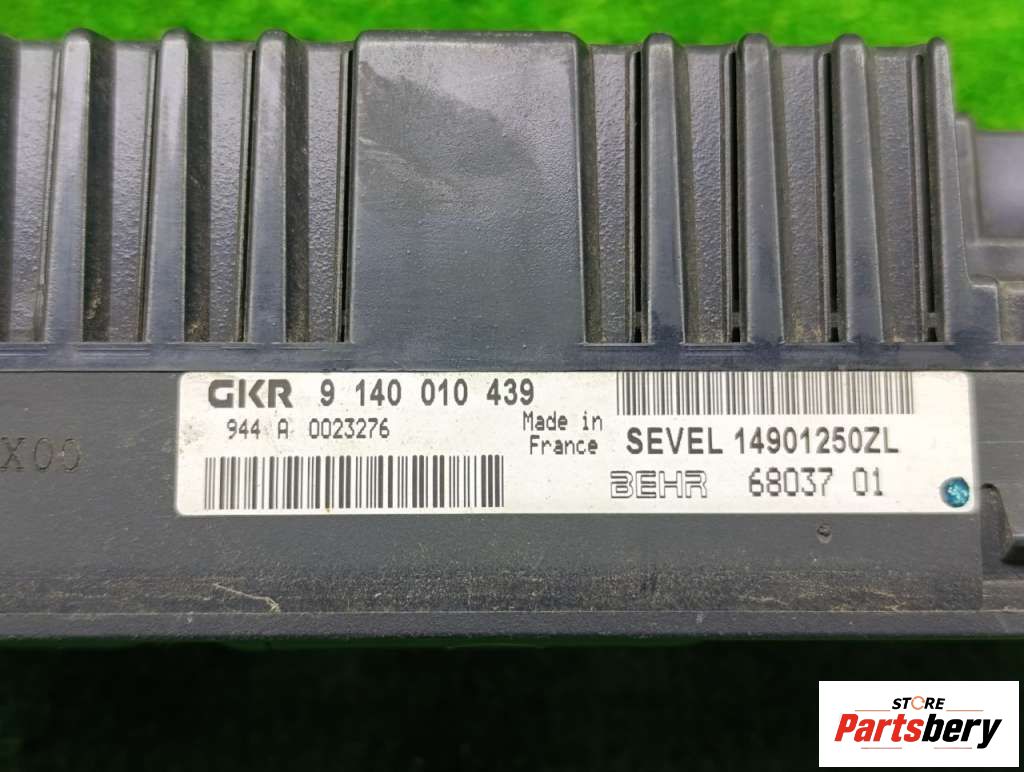 GKR 9 140 010 439
944 A 0023276
Made in
France
SEVEL 14901250ZL
BEHR 68037 01
X00
STORE
Partsbery